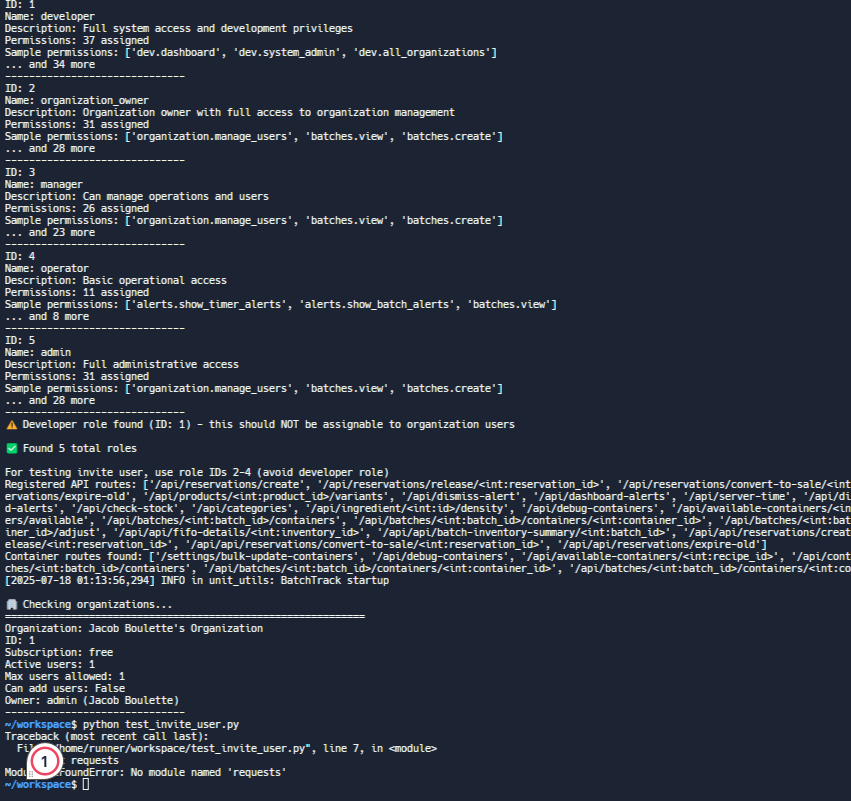 ID: 1
Name: developer
Description: Full system access and development privileges
Permissions: 37 assigned
Sample permissions: ['dev.dashboard', 'dev.system_admin', 'dev.all_organizations']
... and 34 more
------------------------------
ID: 2
Name: organization_owner
Description: Organization owner with full access to organization management
Permissions: 31 assigned
Sample permissions: ['organization.manage_users', 'batches.view', 'batches.create']
... and 28 more
------------------------------
ID: 3
Name: manager
Description: Can manage operations and users
Permissions: 26 assigned
Sample permissions: ['organization.manage_users', 'batches.view', 'batches.create']
... and 23 more
------------------------------
ID: 4
Name: operator
Description: Basic operational access
Permissions: 11 assigned
Sample permissions: ['alerts.show_timer_alerts', 'alerts.show_batch_alerts', 'batches.view']
... and 8 more
------------------------------
ID: 5
Name: admin
Description: Full administrative access
Permissions: 31 assigned
Sample permissions: ['organization.manage_users', 'batches.view', 'batches.create']
... and 28 more
------------------------------
⚠️ Developer role found (ID: 1) - this should NOT be assignable to organization users
✅ Found 5 total roles
For testing invite user, use role IDs 2-4 (avoid developer role)
Registered API routes: ['/api/reservations/create', '/api/reservations/release/<int:reservation_id>', '/api/reservations/convert-to-sale/<int
ervations/expire-old', '/api/products/<int:product_id>/variants', '/api/dismiss-alert', '/api/dashboard-alerts', '/api/server-time', '/api/di
d-alerts', '/api/check-stock', '/api/categories', '/api/ingredient/<int:id>/density', '/api/debug-containers', '/api/available-containers/<in
ers/available', '/api/batches/<int:batch_id>/containers', '/api/batches/<int:batch_id>/containers/<int:container_id>', '/api/batches/<int:bat
iner_id>/adjust', '/api/api/fifo-details/<int:inventory_id>', '/api/api/batch-inventory-summary/<int:batch_id>', '/api/api/reservations/creat
elease/<int:reservation_id>', '/api/api/reservations/convert-to-sale/<int:reservation_id>', '/api/api/reservations/expire-old']
Container routes found: ['/settings/bulk-update-containers', '/api/debug-containers', '/api/available-containers/<int:recipe_id>', '/api/cont
ches/<int:batch_id>/containers', '/api/batches/<int:batch_id>/containers/<int:container_id>', '/api/batches/<int:batch_id>/containers/<int:co
[2025-07-18 01:13:56,294] INFO in unit_utils: BatchTrack startup
Checking organizations...
============================================================
Organization: Jacob Boulette's Organization
ID: 1
Subscription: free
Active users: 1
Max users allowed: 1
Can add users: False
Owner: admin (Jacob Boulette)
------------------------------
~/workspace$ python test_invite_user.py
Traceback (most recent call last):
Fil "/home/runner/workspace/test_invite_user.py", line 7, in <module>
1
requests
Modu FoundError: No module named 'requests'
~/workspace$